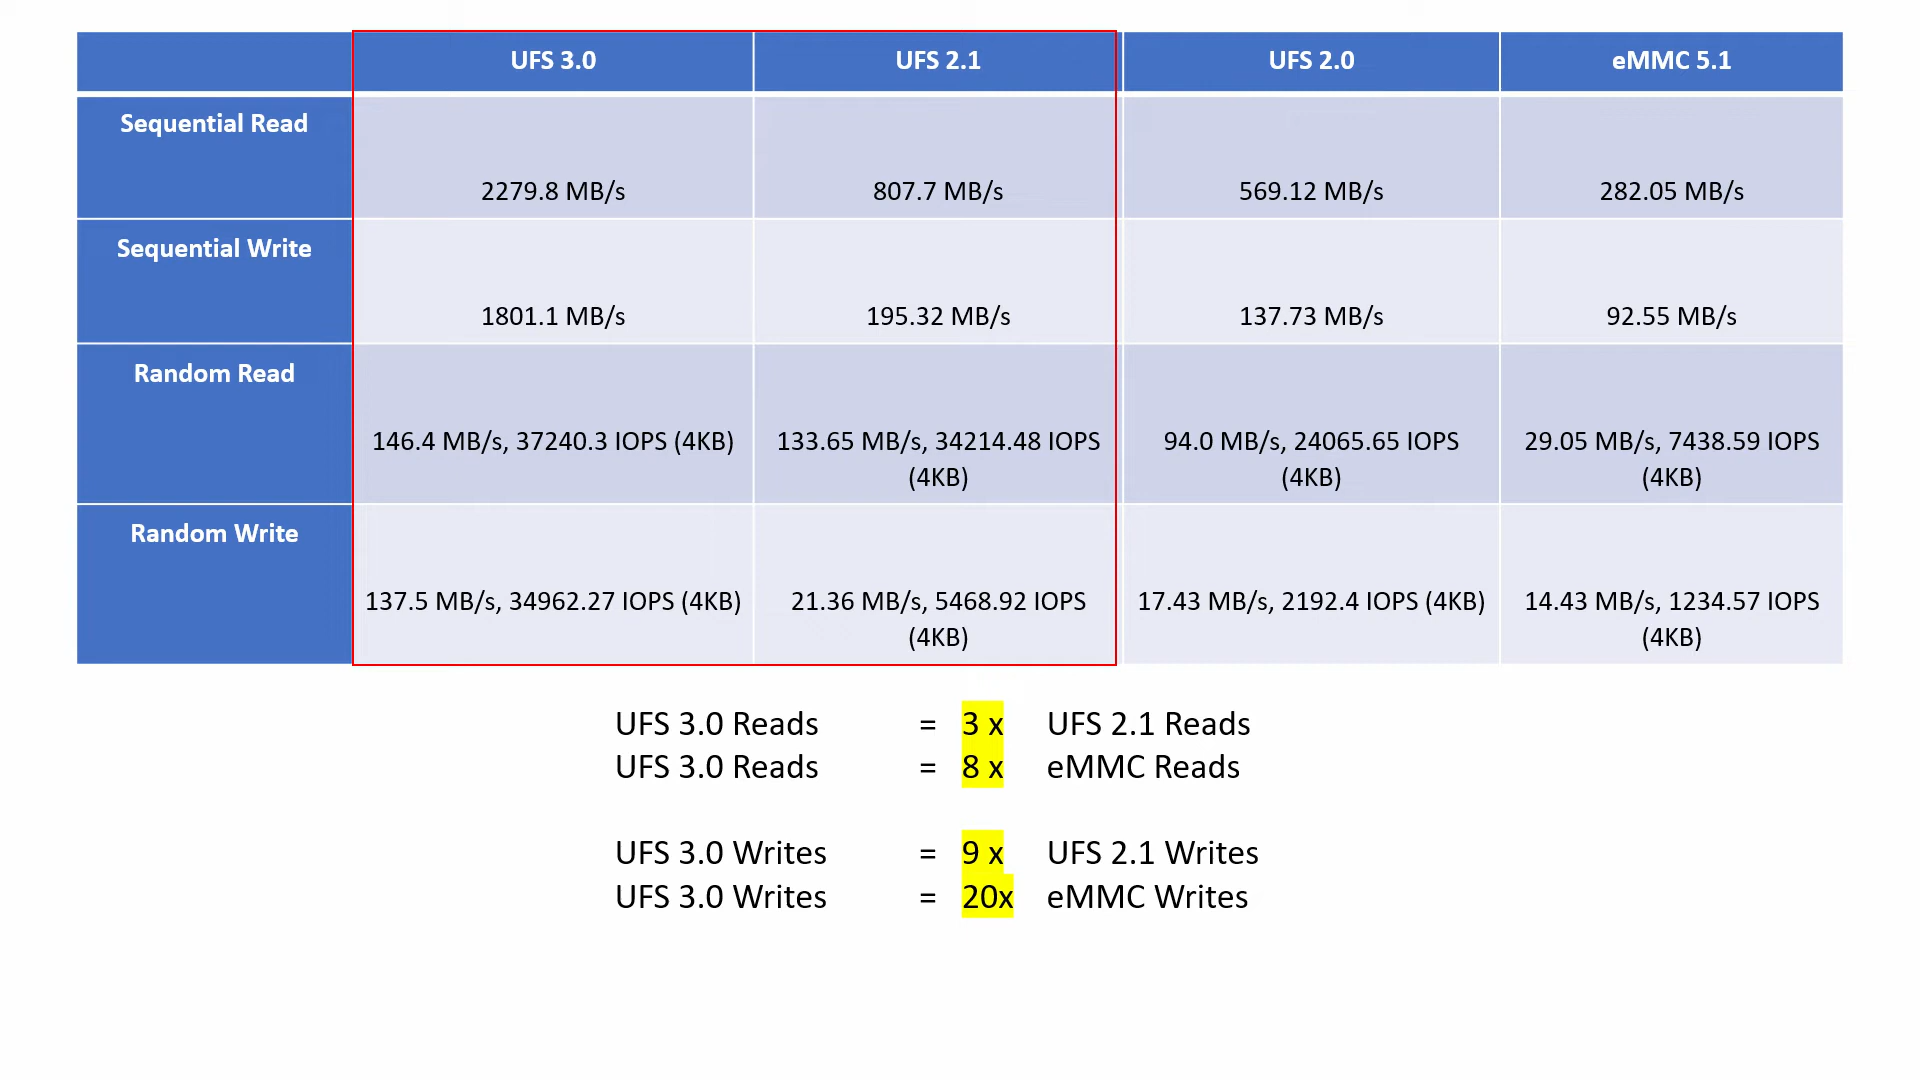 UFS 3.0 UFS 2.1 UFS 2.0 eMMC 5.1
Sequential Read
2279.8 MB/s 807.7 MB/s 569.12 MB/s 282.05 MB/s
Sequential Write
1801.1 MB/s 195.32 MB/s 137.73 MB/s 92.55 MB/s
Random Read
146.4 MB/s, 37240.3 IOPS (4KB) 133.65 MB/s, 34214.48 IOPS 94.0 MB/s, 24065.65 IOPS 29.05 MB/s, 7438.59 IOPS
(4KB) (4KB) (4KB)
Random Write
137.5 MB/s, 34962.27 IOPS (4KB) 21.36 MB/s, 5468.92 IOPS 17.43 MB/s, 2192.4 IOPS (4KB) 14.43 MB/s, 1234.57 IOPS
(4KB) (4KB)
UFS 3.0 Reads = 3 x UFS 2.1 Reads
UFS 3.0 Reads = 8 x eMMC Reads
UFS 3.0 Writes = 9 x UFS 2.1 Writes
UFS 3.0 Writes = 20x eMMC Writes